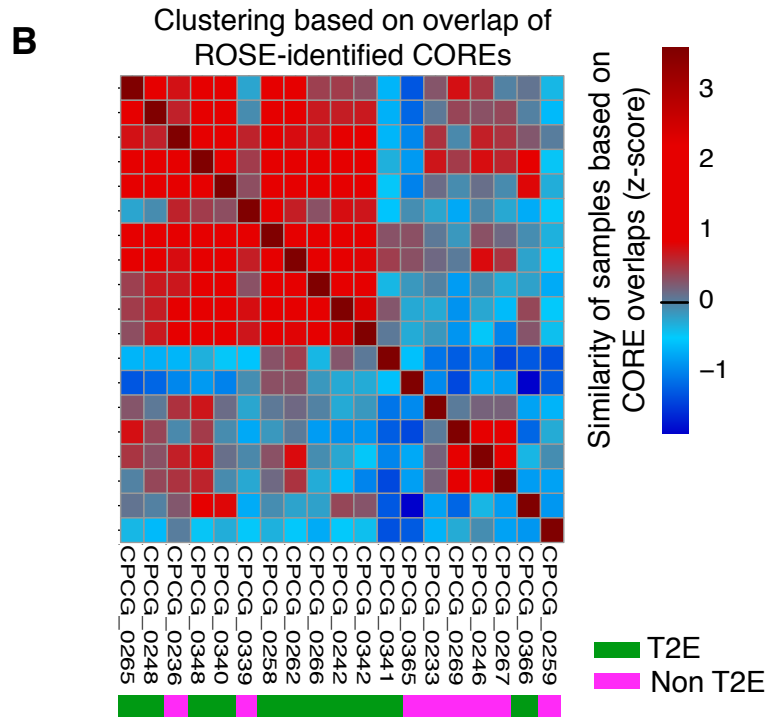 B
Clustering based on overlap of
ROSE-identified COREs
Similarity of samples based on
CORE overlaps (z-score)
3
2
1
0
−1
CPCG_0265
CPCG_0248
CPCG_0236
CPCG_0348
CPCG_0340
CPCG_0339
CPCG_0258
CPCG_0262
CPCG_0266
CPCG_0242
CPCG_0342
CPCG_0341
CPCG_0365
CPCG_0233
CPCG_0269
CPCG_0246
CPCG_0267
CPCG_0366
CPCG_0259
T2E
Non T2E